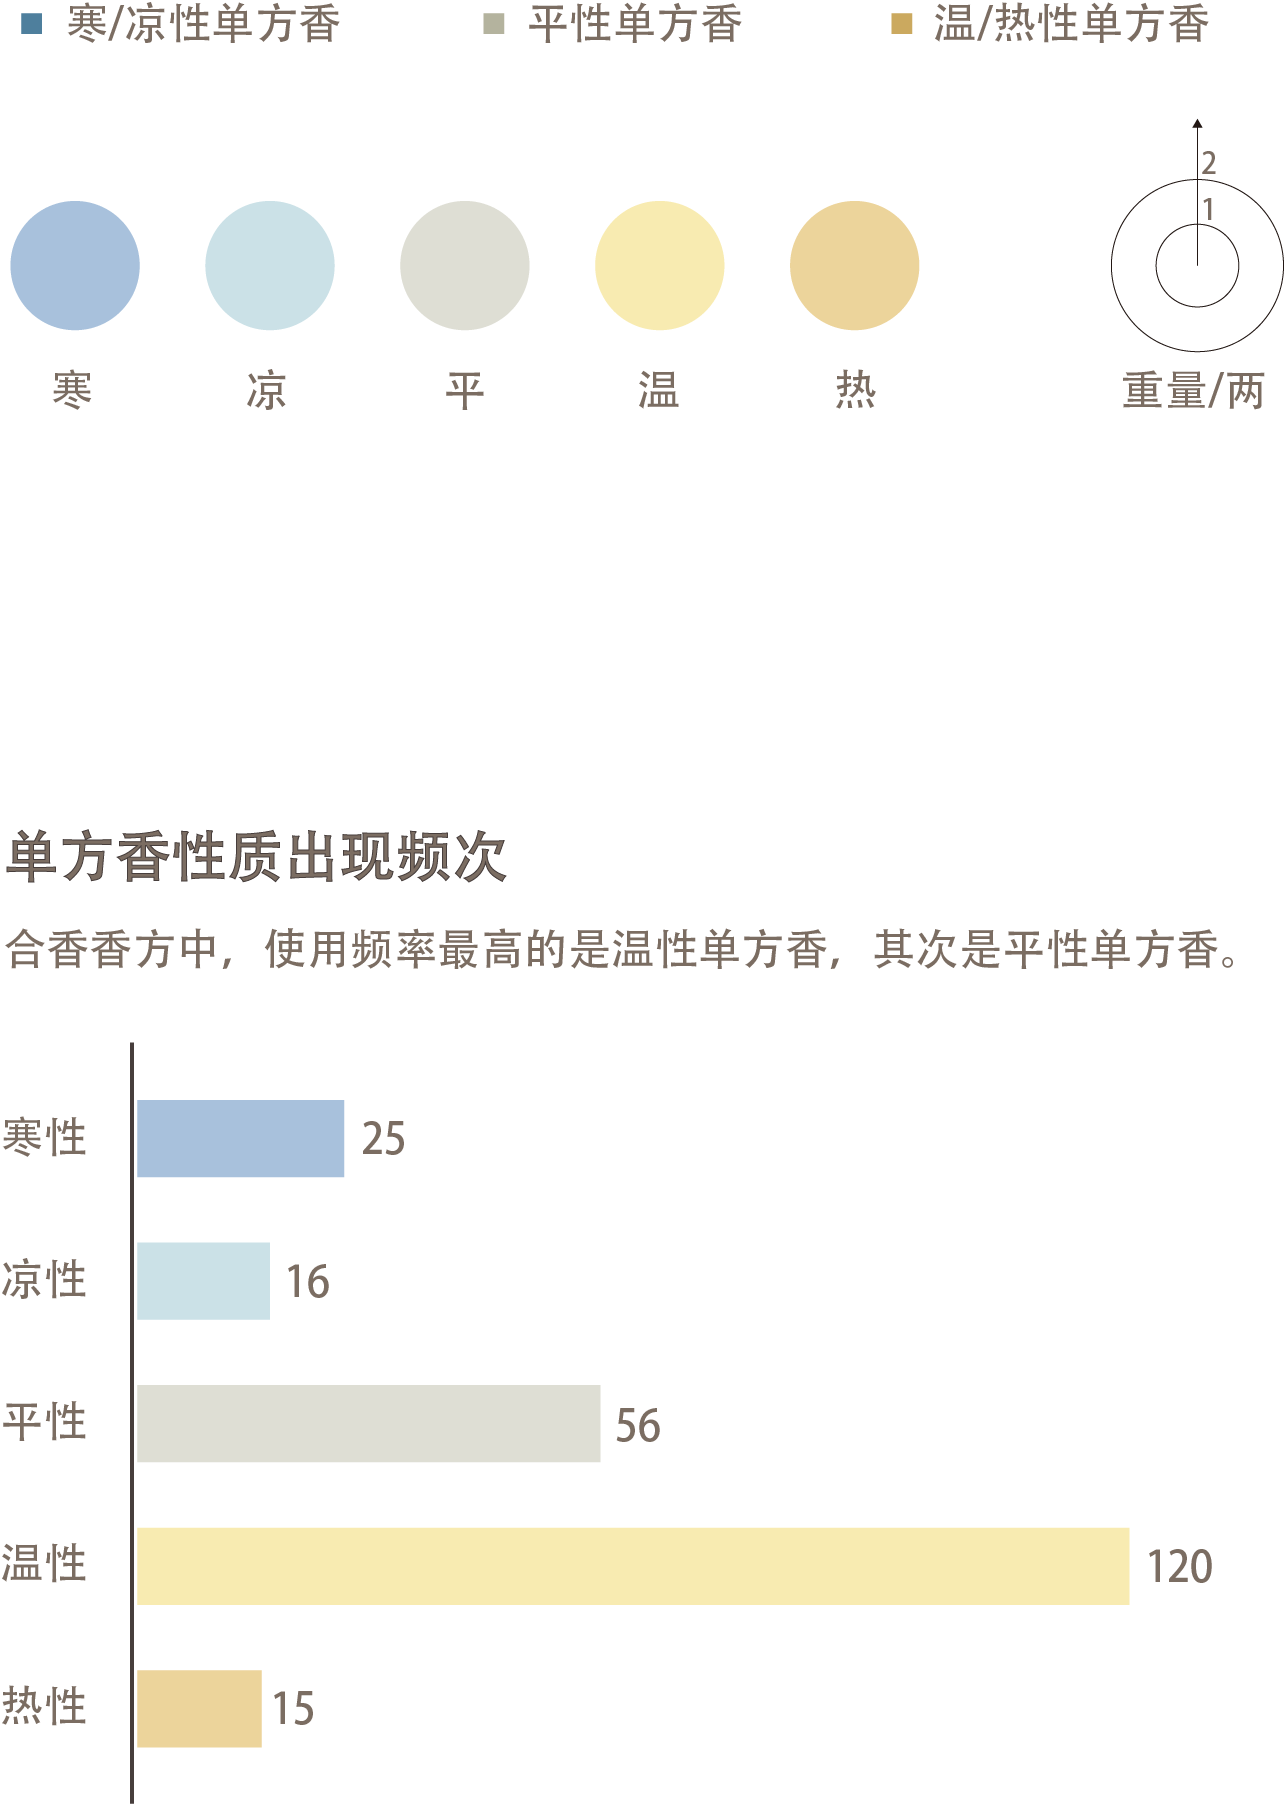 寒/凉性单方香 平性单方香 温/热性单方香
2
1
寒 凉 平 温 热 重量/两
单方香性质出现频次
合香香方中，使用频率最高的是温性单方香，其次是平性单方香。
寒性 25
凉性 16
平性 56
温性 120
热性 15